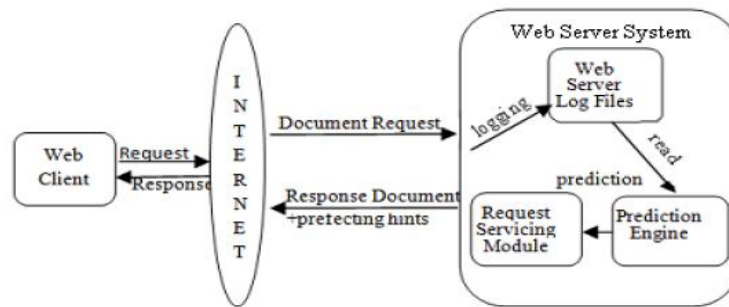 Web Server System
Web
Server
Log Files
logging
read
prediction
Prediction
Engine
Request
Servicing
Module
Document Request
Response Document
+prefecting hints
I
N
T
E
R
N
E
T
Request
Response
Web
Client